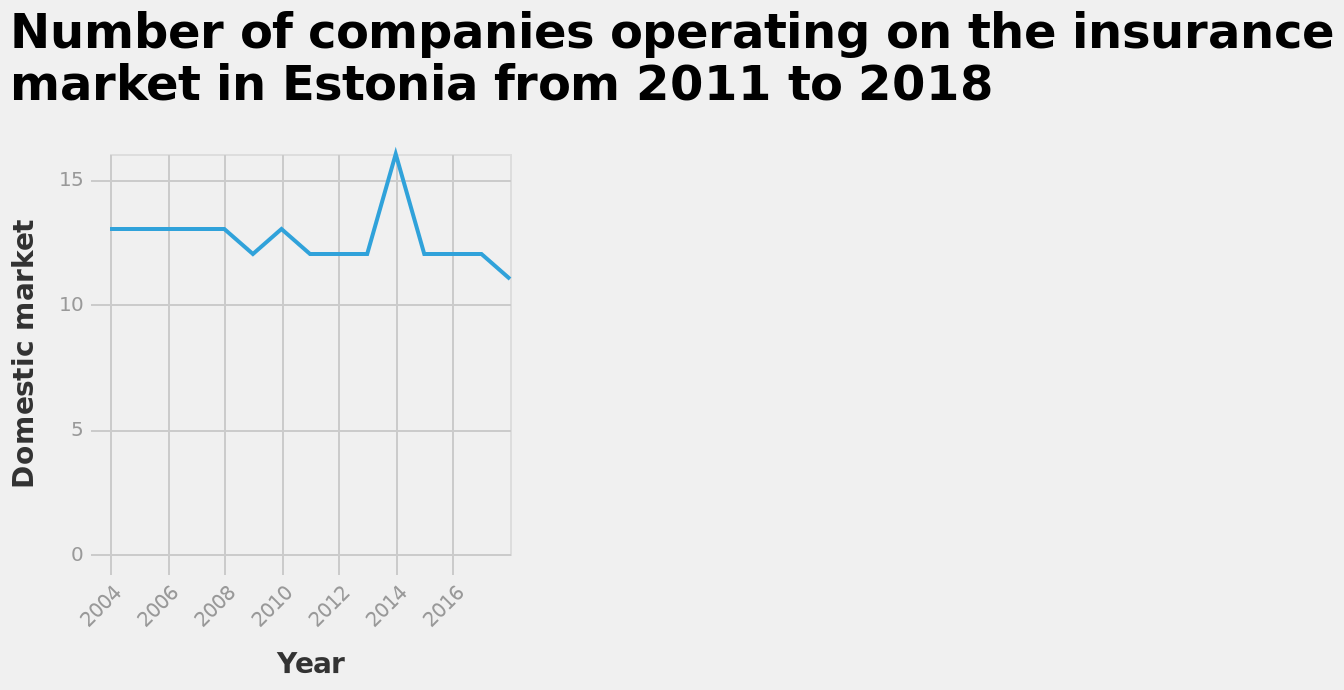 Number of companies operating on the insurance
market in Estonia from 2011 to 2018
Domestic market
15
10
5
0
2004
2006
2008
2010
2012
2014
2016
Year